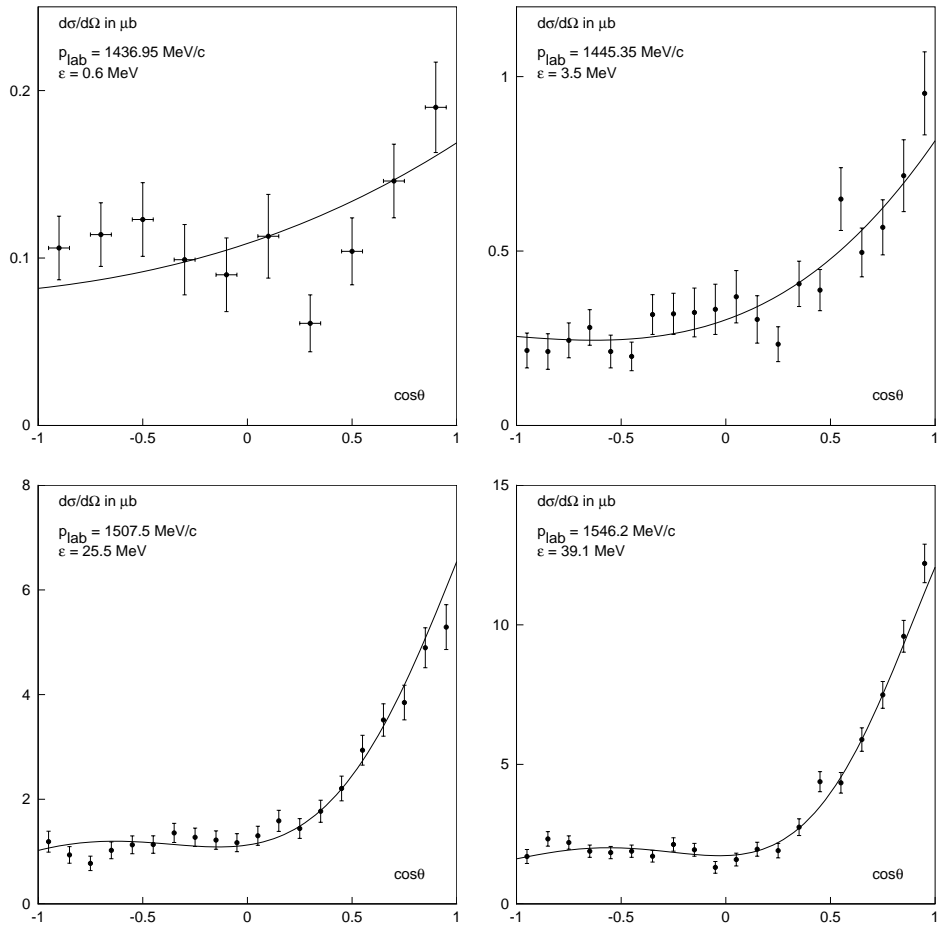 dσ/dΩ in μb
p_lab = 1436.95 MeV/c
ε = 0.6 MeV
0.2
0.1
0
cosθ
-1 -0.5 0 0.5 1
dσ/dΩ in μb
p_lab = 1445.35 MeV/c
ε = 3.5 MeV
1
0.5
0
cosθ
-1 -0.5 0 0.5 1
dσ/dΩ in μb
p_lab = 1507.5 MeV/c
ε = 25.5 MeV
8
6
4
2
0
cosθ
-1 -0.5 0 0.5 1
dσ/dΩ in μb
p_lab = 1546.2 MeV/c
ε = 39.1 MeV
15
10
5
0
cosθ
-1 -0.5 0 0.5 1